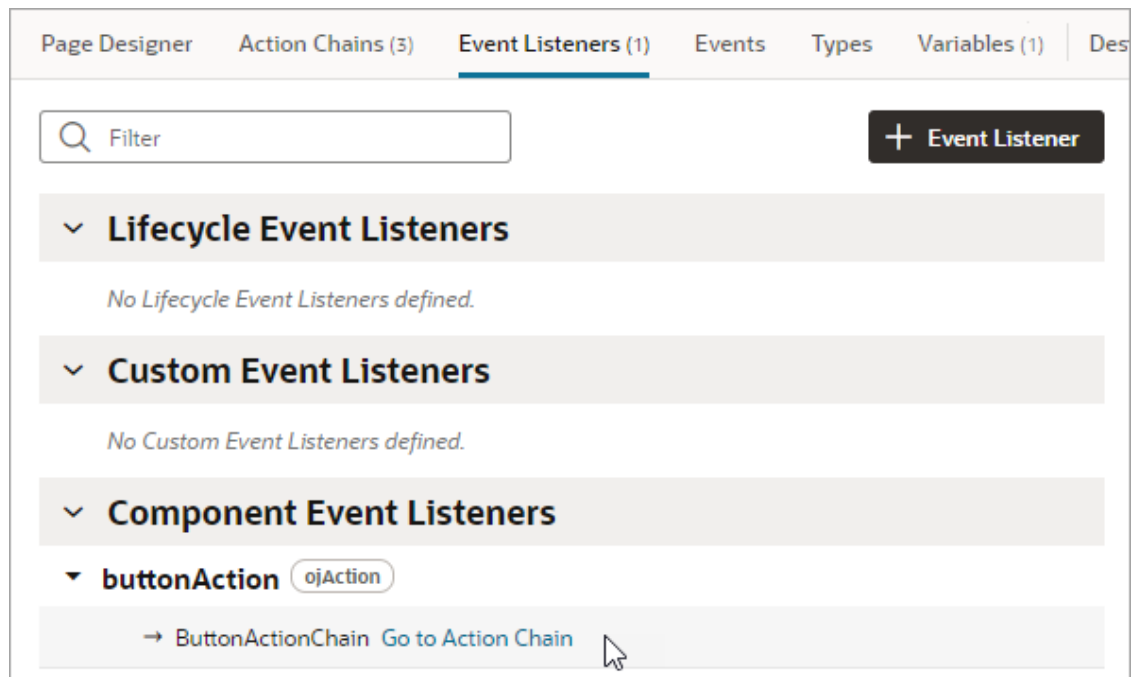 Page Designer Action Chains (3) Event Listeners (1) Events Types Variables (1)
Filter
+ Event Listener
Lifecycle Event Listeners
No Lifecycle Event Listeners defined.
Custom Event Listeners
No Custom Event Listeners defined.
Component Event Listeners
buttonAction ojAction
→ ButtonActionChain Go to Action Chain